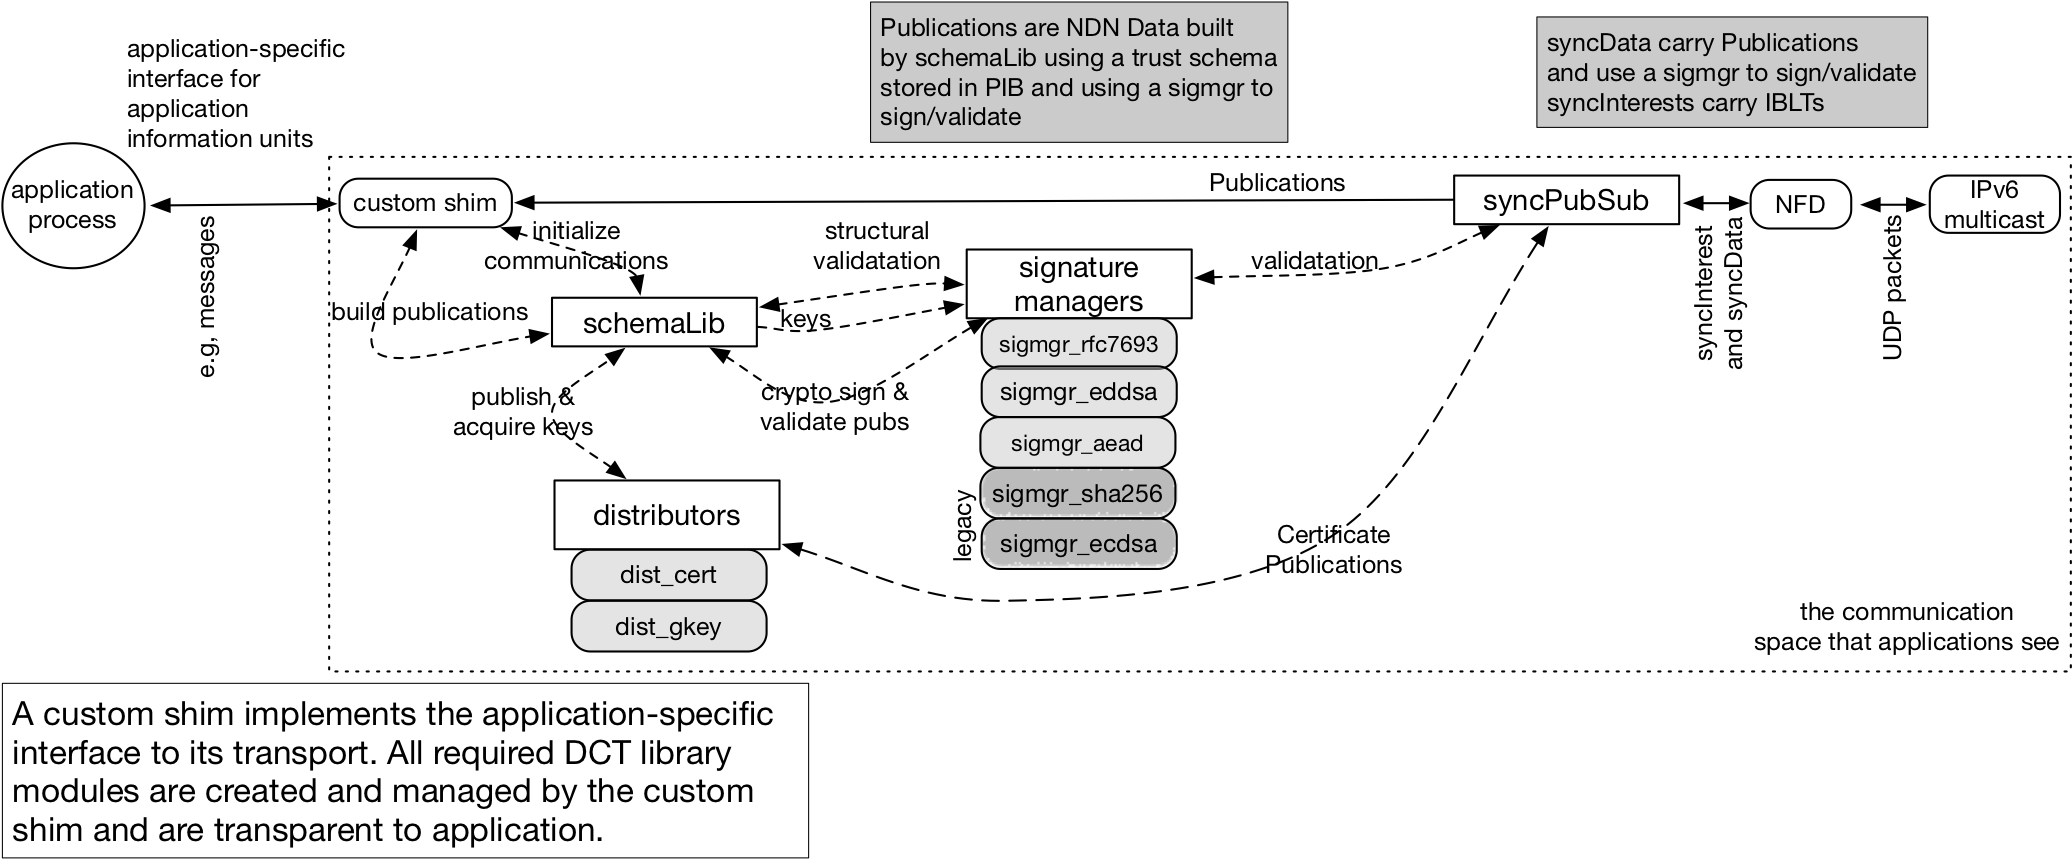 Publications are NDN Data built
by schemaLib using a trust schema
stored in PIB and using a sigmgr to
sign/validate
syncData carry Publications
and use a sigmgr to sign/validate
syncInterests carry IBLTs
application-specific
interface for
application
information units
application
process
e.g, messages
custom shim
Publications
syncPubSub
NFD
IPv6
multicast
syncInterest
and syncData
UDP packets
initialize
communications
structural
validatation
signature
managers
validatation
build publications
schemaLib
keys
sigmgr_rfc7693
sigmgr_eddsa
sigmgr_aead
sigmgr_sha256
sigmgr_ecdsa
legacy
publish &
acquire keys
crypto sign &
validate pubs
distributors
dist_cert
dist_gkey
Certificate
Publications
the communication
space that applications see
A custom shim implements the application-specific
interface to its transport. All required DCT library
modules are created and managed by the custom
shim and are transparent to application.